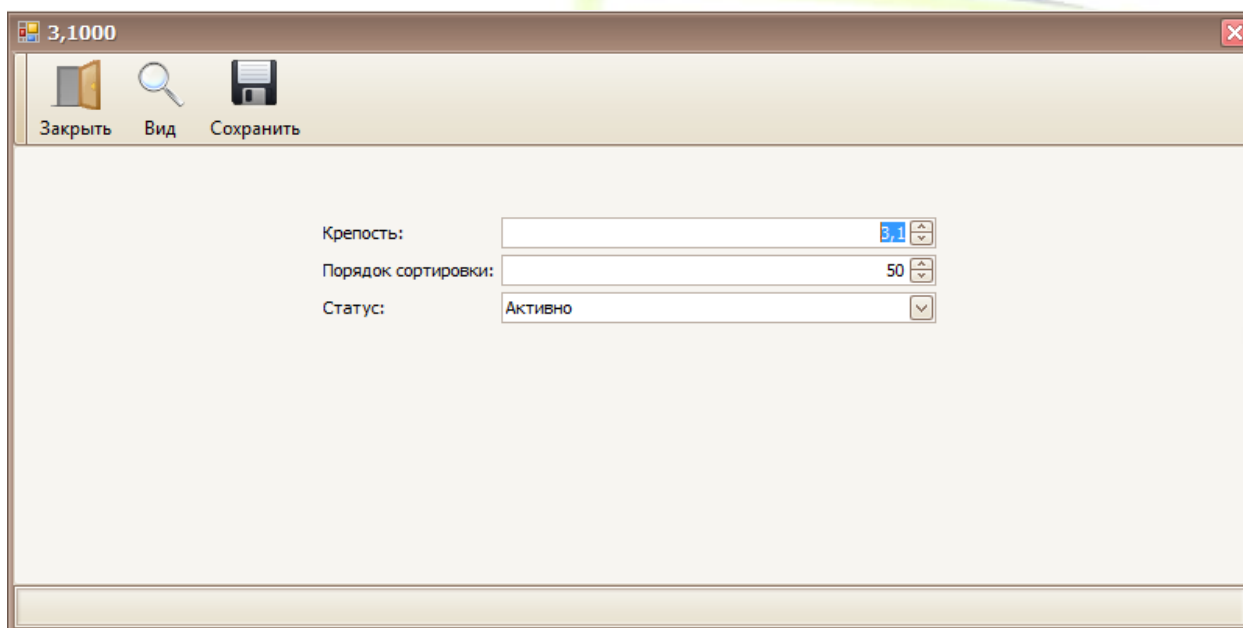 3,1000
Закрыть Вид Сохранить
Крепость: 3,1
Порядок сортировки: 50
Статус: Активно